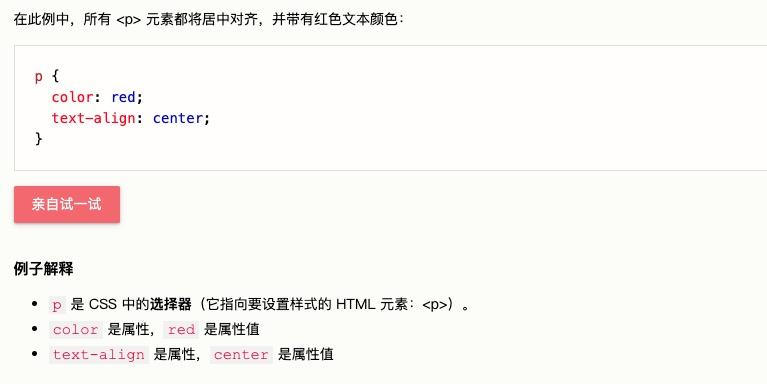 在此例中，所有 <p> 元素都将居中对齐，并带有红色文本颜色：
p {
  color: red;
  text-align: center;
}
亲自试一试
例子解释
• p 是 CSS 中的选择器（它指向要设置样式的 HTML 元素：<p>）。
• color 是属性，red 是属性值
• text-align 是属性，center 是属性值